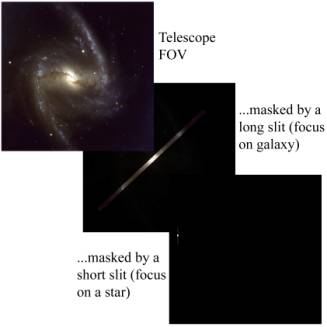 Telescope
FOV
...masked by a
long slit (focus
on galaxy)
...masked by a
short slit (focus
on a star)